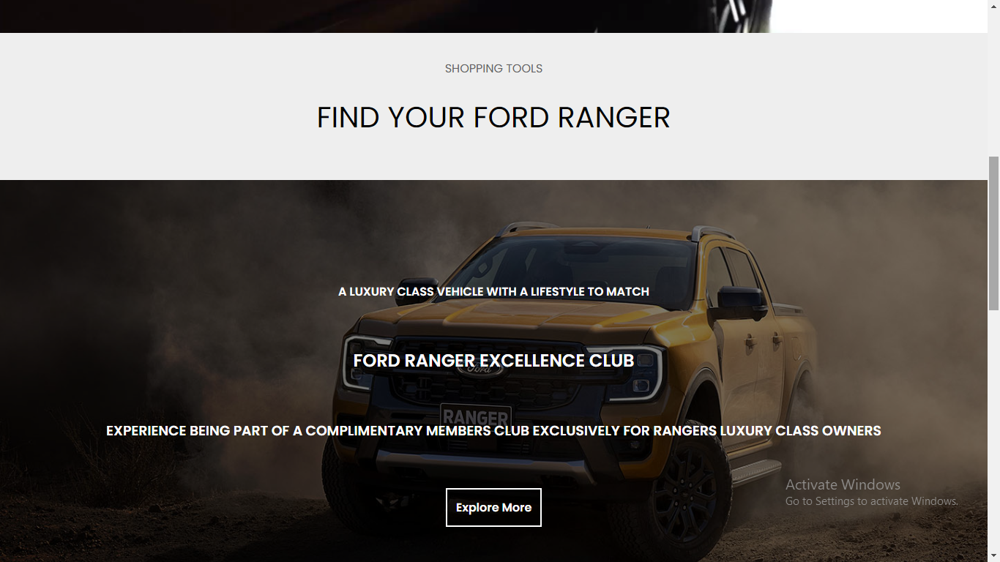 SHOPPING TOOLS
FIND YOUR FORD RANGER
A LUXURY CLASS VEHICLE WITH A LIFESTYLE TO MATCH
FORD RANGER EXCELLENCE CLUB
Ford
RANGER
EXPERIENCE BEING PART OF A COMPLIMENTARY MEMBERS CLUB EXCLUSIVELY FOR RANGERS LUXURY CLASS OWNERS
Activate Windows
Go to Settings to activate Windows.
Explore More